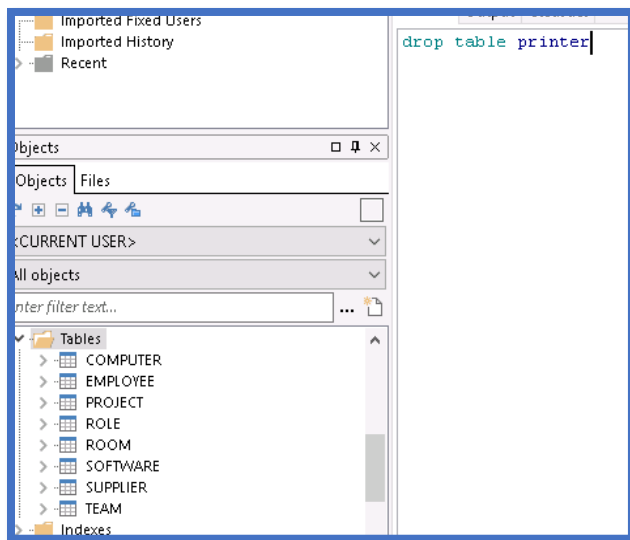 Imported Fixed Users
Imported History
Recent
drop table printer
Objects
Objects Files
<CURRENT USER>
All objects
enter filter text...
...
Tables
COMPUTER
EMPLOYEE
PROJECT
ROLE
ROOM
SOFTWARE
SUPPLIER
TEAM
Indexes